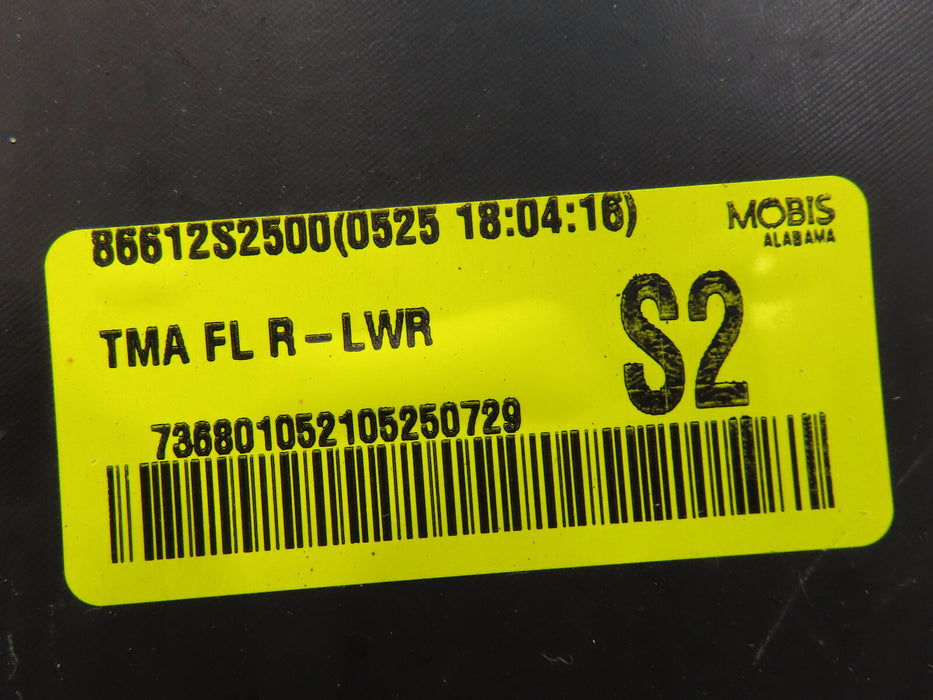 86612S2500(0525 18:04:16)
MOBIS
ALABAMA
TMA FL R-LWR
S2
736801052105250729